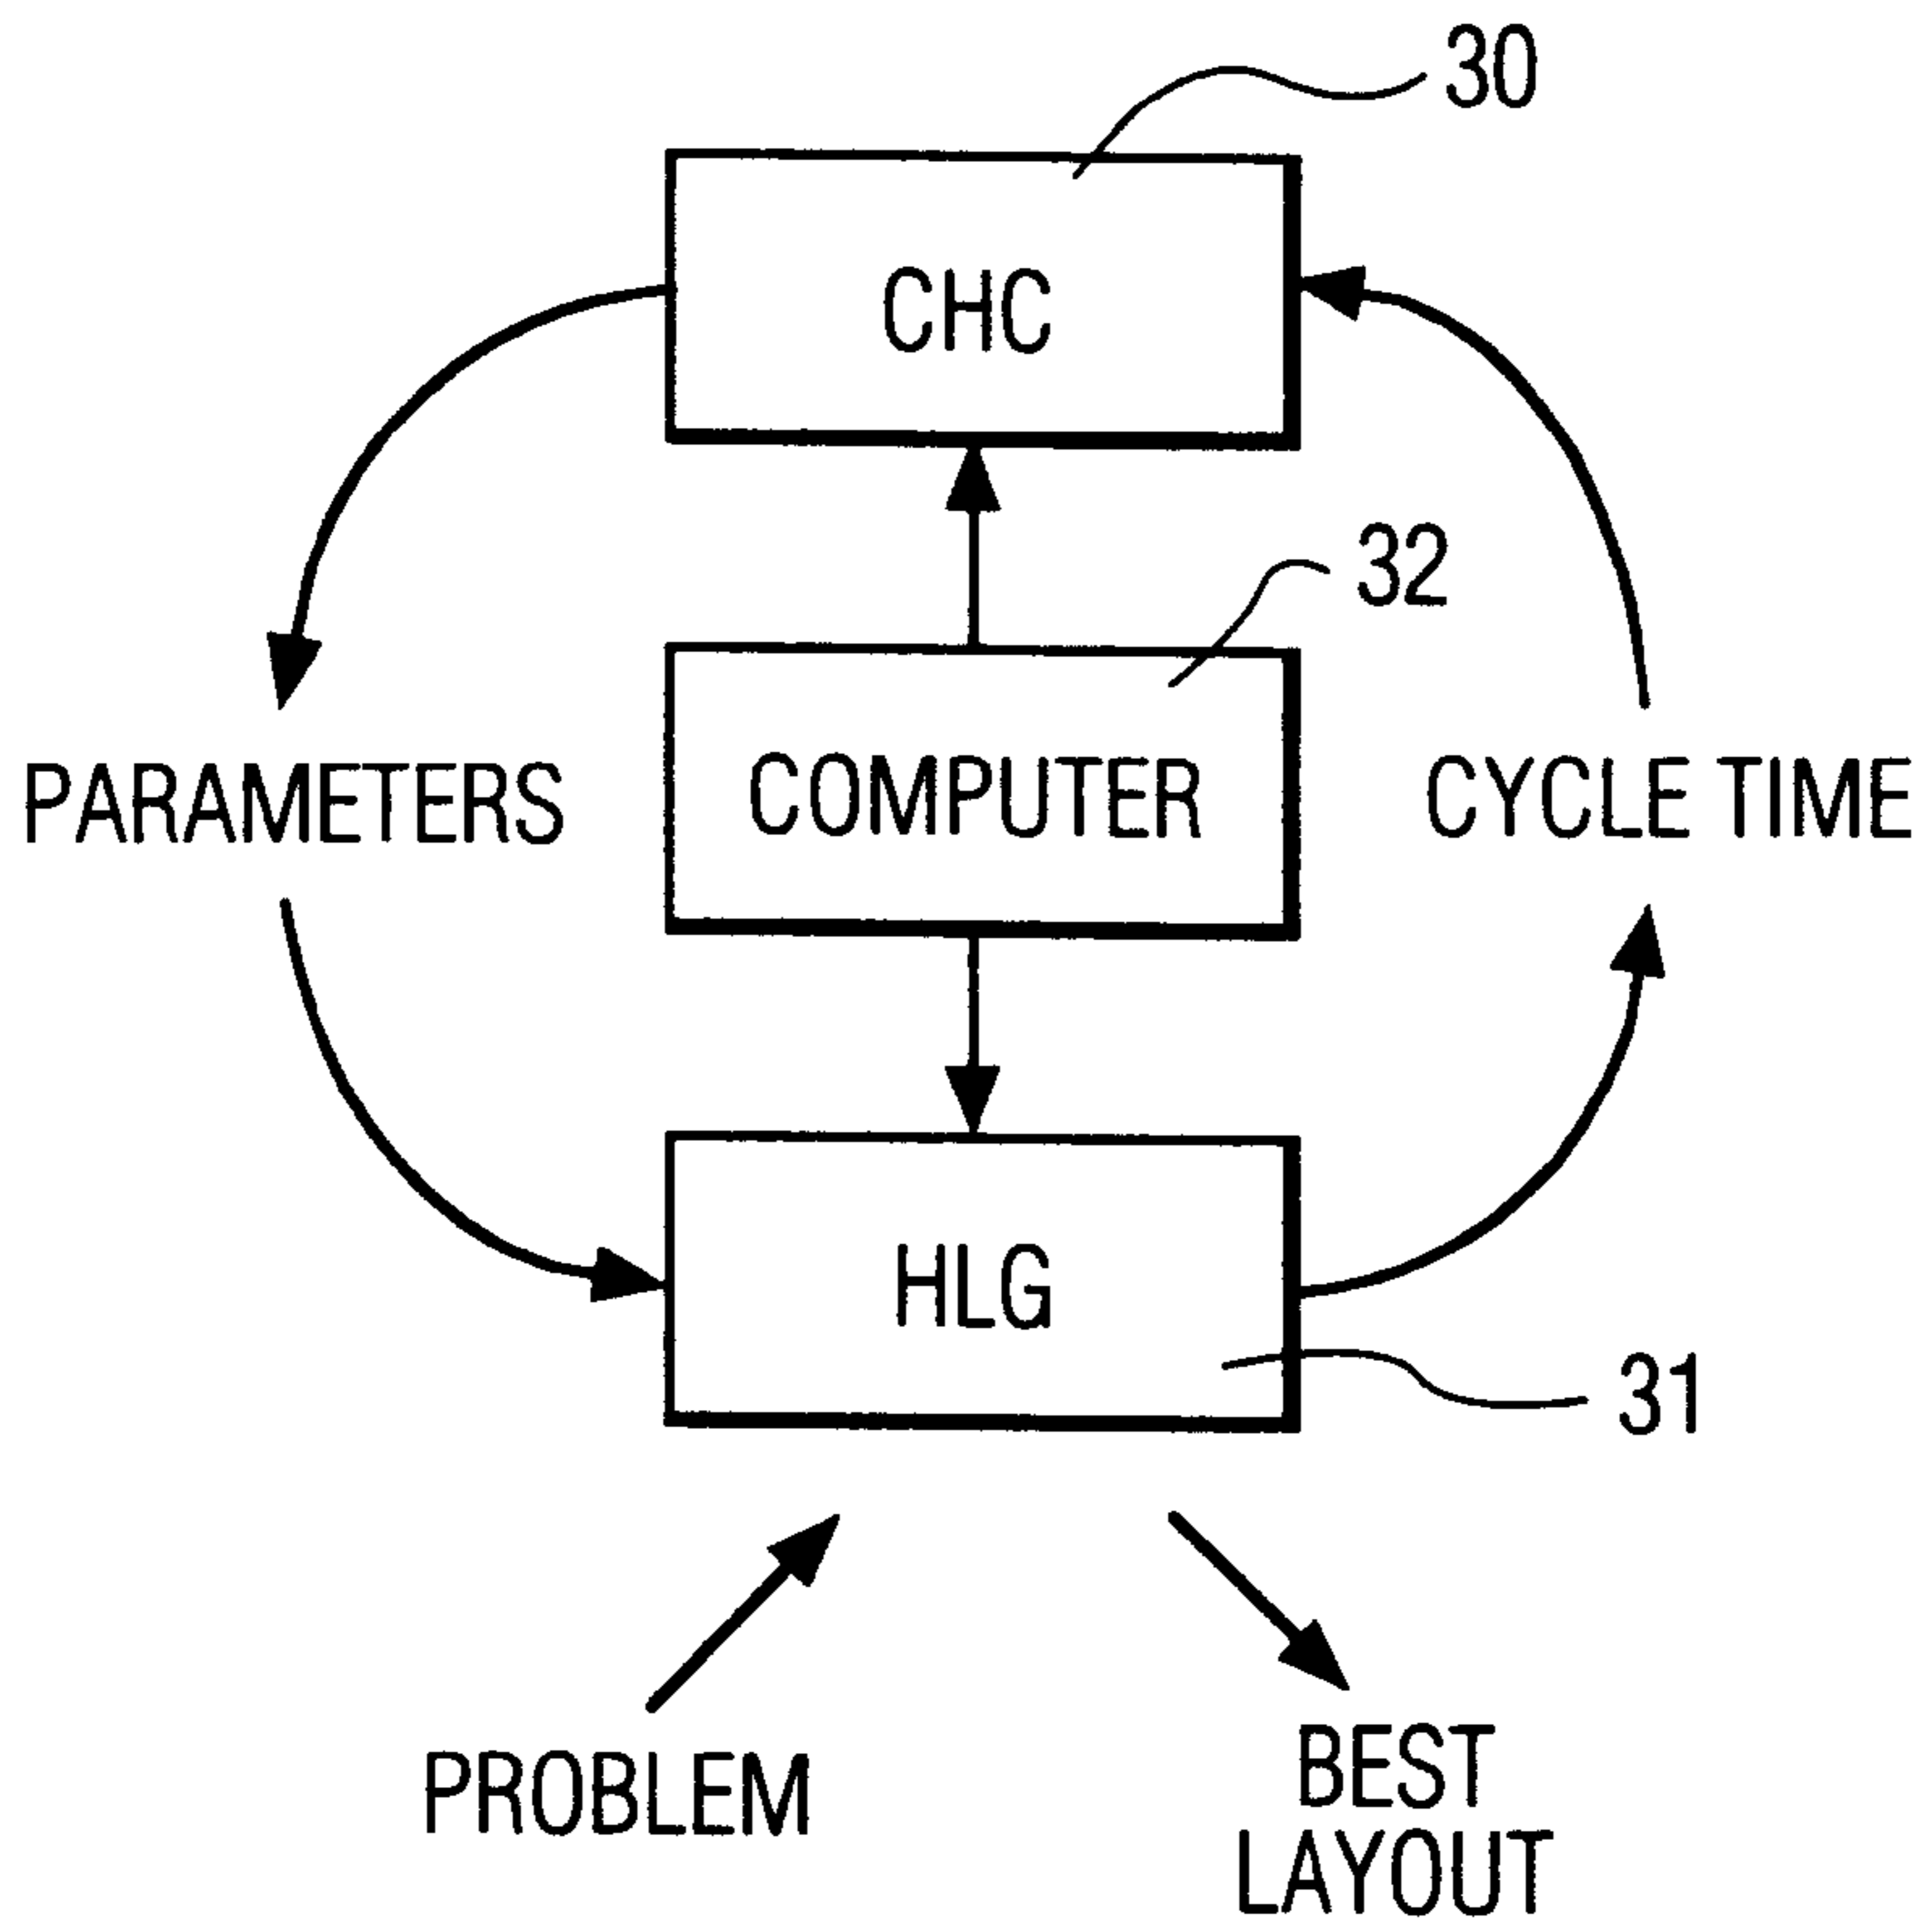 30
CHC
32
PARAMETERS
COMPUTER
CYCLE TIME
HLG
31
PROBLEM
BEST
LAYOUT